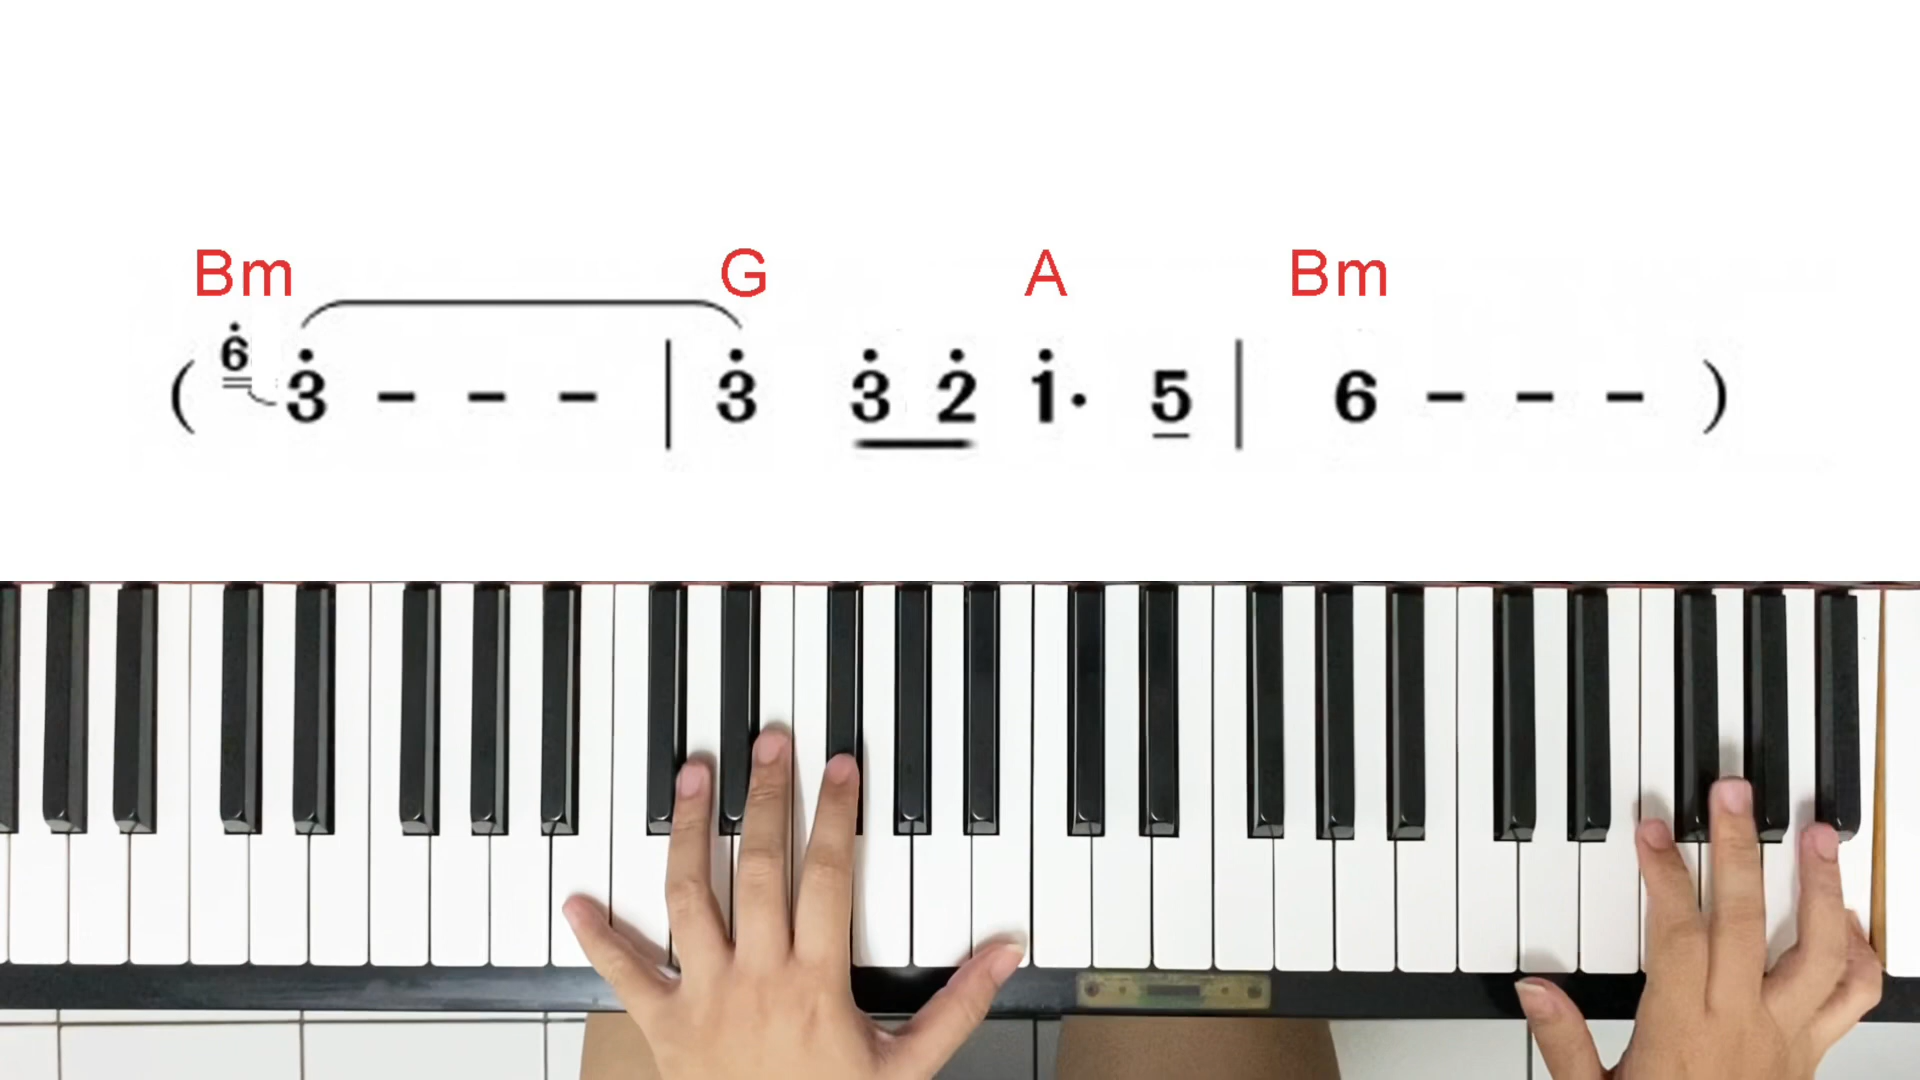 Bm G A Bm
( 6̇ 3̇ - - - | 3̇ 3̇ 2̇ 1̇· 5 | 6 - - - )